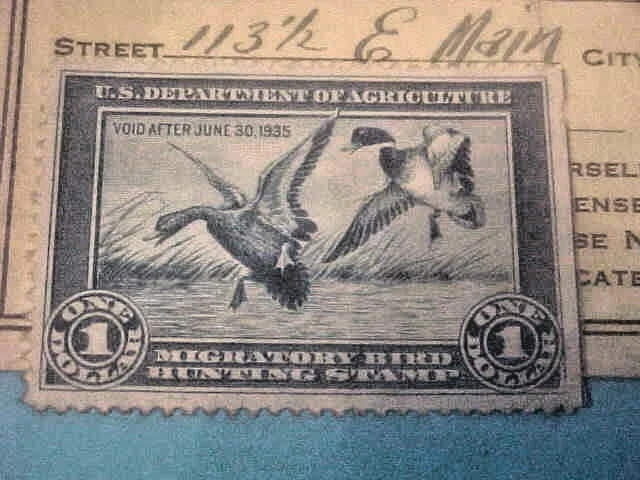 STREET 113½ E Main CITY
U.S. DEPARTMENT OF AGRICULTURE
VOID AFTER JUNE 30, 1935
RSEL
ENSE
SE N
CATE
ONE 1 DOLLAR
ONE 1 DOLLAR
MIGRATORY BIRD
HUNTING STAMP